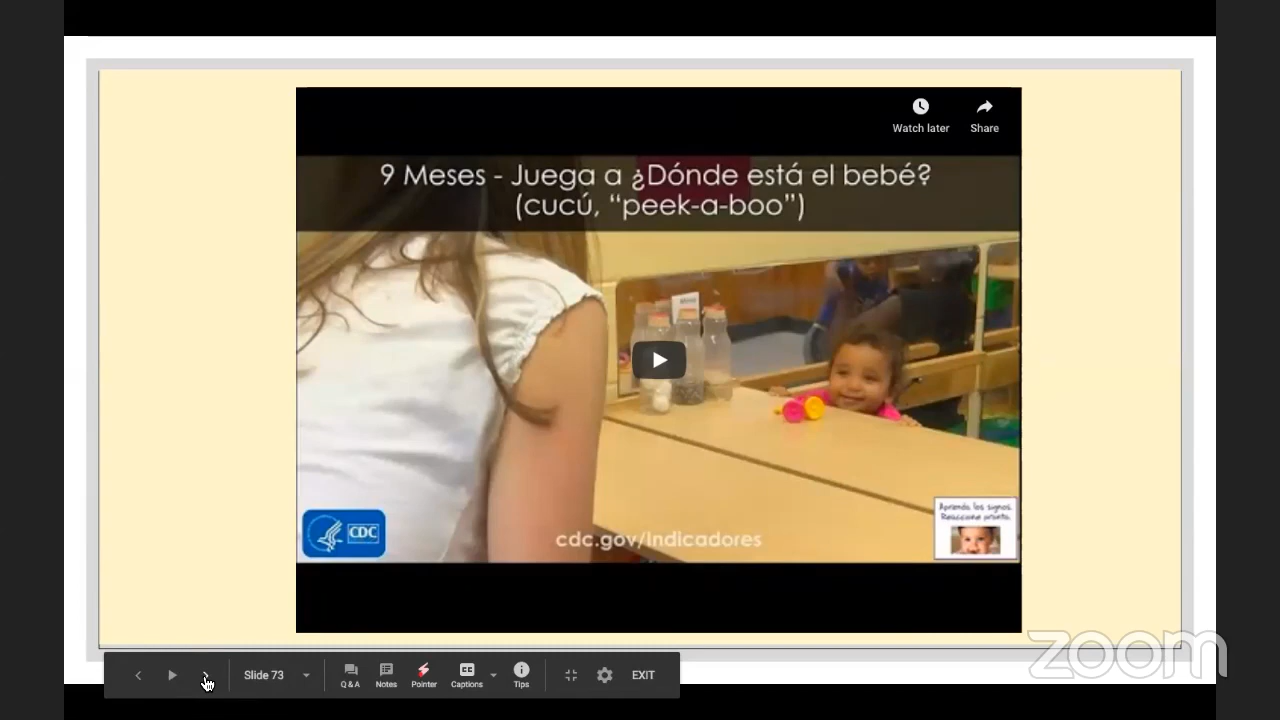 Watch later
Share
9 Meses - Juega a ¿Dónde está el bebé?
(cucú, “peek-a-boo”)
CDC
cdc.gov/Indicadores
Aprenda los signos.
Reaccione pronto.
zoom
Slide 73
Q & A
Notes
Pointer
CC
Captions
Tips
EXIT